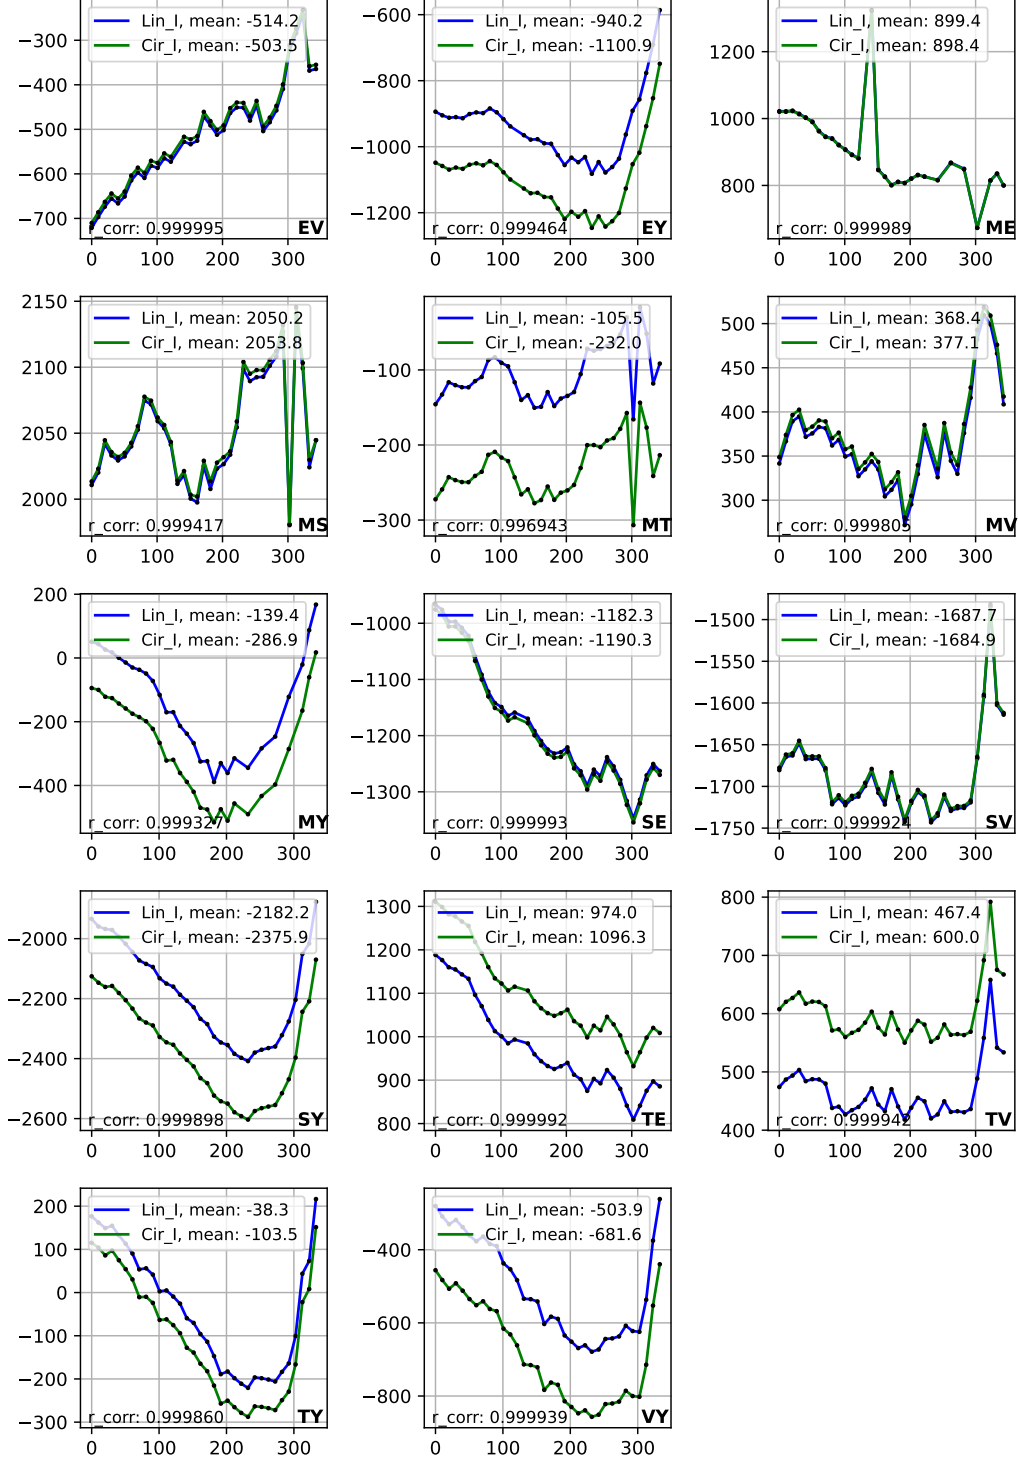 Lin_I, mean: -514.2
Cir_I, mean: -503.5
−300
−400
−500
−600
−700
r_corr: 0.999995
EV
0 100 200 300
Lin_I, mean: -940.2
Cir_I, mean: -1100.9
−600
−800
−1000
−1200
r_corr: 0.999464
EY
0 100 200 300
Lin_I, mean: 899.4
Cir_I, mean: 898.4
1200
1000
800
r_corr: 0.999989
ME
0 100 200 300
Lin_I, mean: 2050.2
Cir_I, mean: 2053.8
2150
2100
2050
2000
r_corr: 0.999417
MS
0 100 200 300
Lin_I, mean: -105.5
Cir_I, mean: -232.0
−100
−200
−300
r_corr: 0.996943
MT
0 100 200 300
Lin_I, mean: 368.4
Cir_I, mean: 377.1
500
450
400
350
300
r_corr: 0.999805
MV
0 100 200 300
Lin_I, mean: -139.4
Cir_I, mean: -286.9
200
0
−200
−400
r_corr: 0.999327
MY
0 100 200 300
Lin_I, mean: -1182.3
Cir_I, mean: -1190.3
−1000
−1100
−1200
−1300
r_corr: 0.999993
SE
0 100 200 300
Lin_I, mean: -1687.7
Cir_I, mean: -1684.9
−1500
−1550
−1600
−1650
−1700
−1750
r_corr: 0.999924
SV
0 100 200 300
Lin_I, mean: -2182.2
Cir_I, mean: -2375.9
−2000
−2200
−2400
−2600
r_corr: 0.999898
SY
0 100 200 300
Lin_I, mean: 974.0
Cir_I, mean: 1096.3
1300
1200
1100
1000
900
800
r_corr: 0.999992
TE
0 100 200 300
Lin_I, mean: 467.4
Cir_I, mean: 600.0
800
700
600
500
400
r_corr: 0.999942
TV
0 100 200 300
Lin_I, mean: -38.3
Cir_I, mean: -103.5
200
100
0
−100
−200
−300
r_corr: 0.999860
TY
0 100 200 300
Lin_I, mean: -503.9
Cir_I, mean: -681.6
−400
−600
−800
r_corr: 0.999939
VY
0 100 200 300